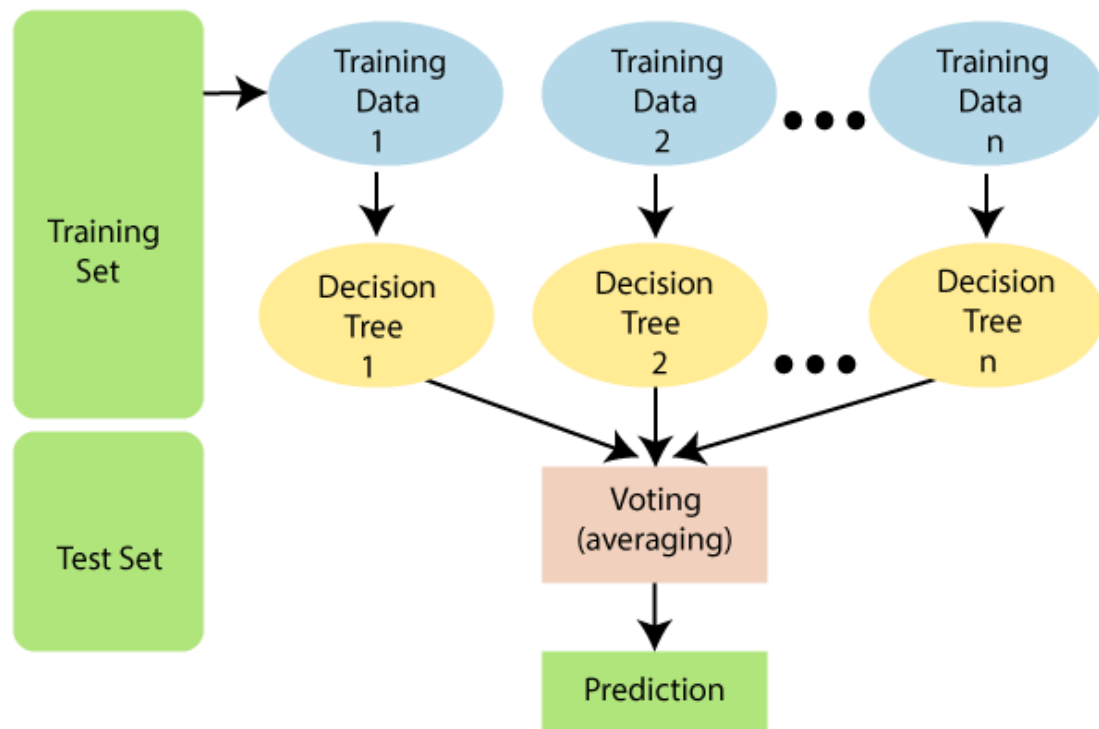 Training
Set
Test Set
Training
Data
1
Training
Data
2
Training
Data
n
Decision
Tree
1
Decision
Tree
2
Decision
Tree
n
Voting
(averaging)
Prediction